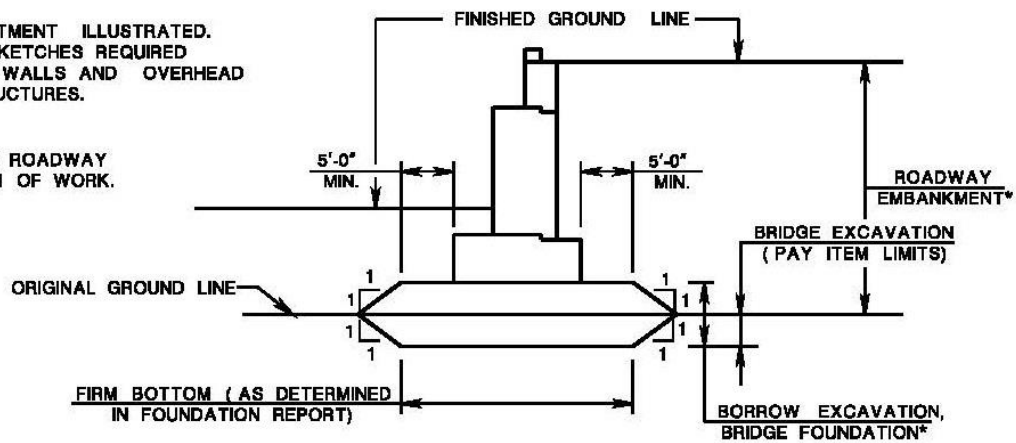 TMENT ILLUSTRATED.
KETCHES REQUIRED
WALLS AND OVERHEAD
UCTURES.
ROADWAY
OF WORK.
FINISHED GROUND LINE
5'-0"
MIN.
5'-0"
MIN.
ROADWAY
EMBANKMENT*
BRIDGE EXCAVATION
( PAY ITEM LIMITS)
ORIGINAL GROUND LINE
1
1
1
1
1
1
1
1
FIRM BOTTOM ( AS DETERMINED
IN FOUNDATION REPORT)
BORROW EXCAVATION,
BRIDGE FOUNDATION*